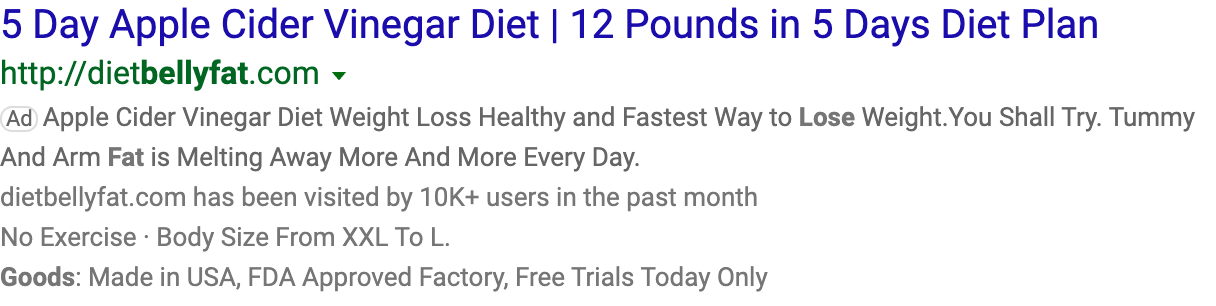 5 Day Apple Cider Vinegar Diet | 12 Pounds in 5 Days Diet Plan
http://dietbellyfat.com
Ad Apple Cider Vinegar Diet Weight Loss Healthy and Fastest Way to Lose Weight.You Shall Try. Tummy
And Arm Fat is Melting Away More And More Every Day.
dietbellyfat.com has been visited by 10K+ users in the past month
No Exercise · Body Size From XXL To L.
Goods: Made in USA, FDA Approved Factory, Free Trials Today Only